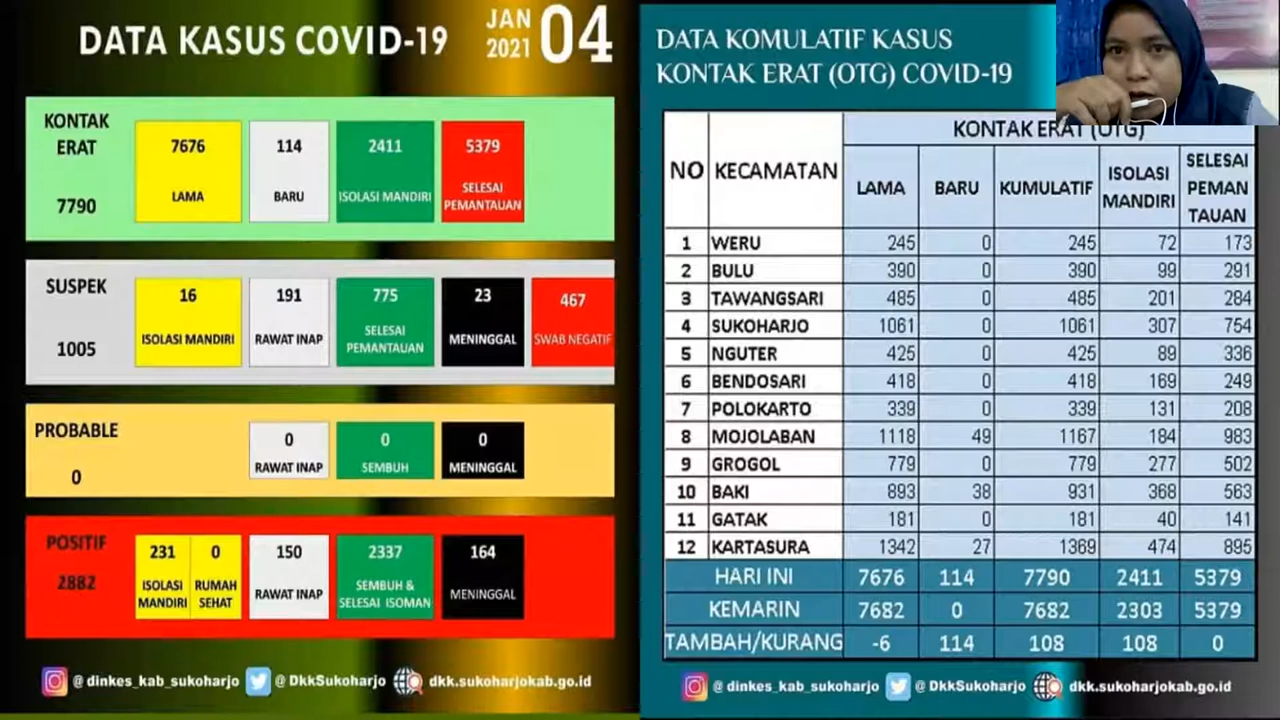 DATA KASUS COVID-19
JAN
2021
04
KONTAK
ERAT
7790
7676
LAMA
114
BARU
2411
ISOLASI MANDIRI
5379
SELESAI
PEMANTAUAN
SUSPEK
1005
16
ISOLASI MANDIRI
191
RAWAT INAP
775
SELESAI
PEMANTAUAN
23
MENINGGAL
467
SWAB NEGATIF
PROBABLE
0
0
RAWAT INAP
0
SEMBUH
0
MENINGGAL
POSITIF
2882
231
ISOLASI
MANDIRI
0
RUMAH
SEHAT
150
RAWAT INAP
2337
SEMBUH &
SELESAI ISOMAN
164
MENINGGAL
@ dinkes_kab_sukoharjo @ DkkSukoharjo dkk.sukoharjokab.go.id
DATA KOMULATIF KASUS
KONTAK ERAT (OTG) COVID-19
KONTAK ERAT (OTG)
NO KECAMATAN LAMA BARU KUMULATIF ISOLASI MANDIRI SELESAI PEMAN TAUAN
1 WERU 245 0 245 72 173
2 BULU 390 0 390 99 291
3 TAWANGSARI 485 0 485 201 284
4 SUKOHARJO 1061 0 1061 307 754
5 NGUTER 425 0 425 89 336
6 BENDOSARI 418 0 418 169 249
7 POLOKARTO 339 0 339 131 208
8 MOJOLABAN 1118 49 1167 184 983
9 GROGOL 779 0 779 277 502
10 BAKI 893 38 931 368 563
11 GATAK 181 0 181 40 141
12 KARTASURA 1342 27 1369 474 895
HARI INI 7676 114 7790 2411 5379
KEMARIN 7682 0 7682 2303 5379
TAMBAH/KURANG -6 114 108 108 0
@ dinkes_kab_sukoharjo @ DkkSukoharjo dkk.sukoharjokab.go.id